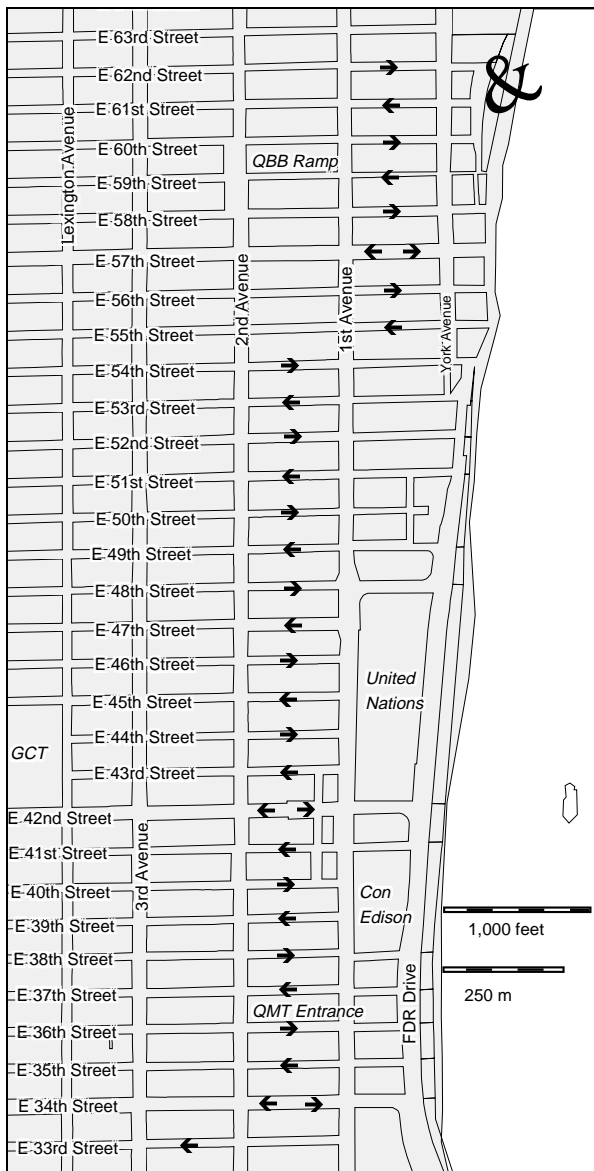 E 63rd Street
E 62nd Street
&
E 61st Street
Lexington Avenue
E 60th Street
QBB Ramp
E 59th Street
E 58th Street
E 57th Street
2nd Avenue
1st Avenue
E 56th Street
York Avenue
E 55th Street
E 54th Street
E 53rd Street
E 52nd Street
E 51st Street
E 50th Street
E 49th Street
E 48th Street
E 47th Street
E 46th Street
United
Nations
E 45th Street
E 44th Street
GCT
E 43rd Street
E 42nd Street
E 41st Street
3rd Avenue
E 40th Street
Con
Edison
E 39th Street
1,000 feet
E 38th Street
E 37th Street
250 m
QMT Entrance
FDR Drive
E 36th Street
E 35th Street
E 34th Street
E 33rd Street